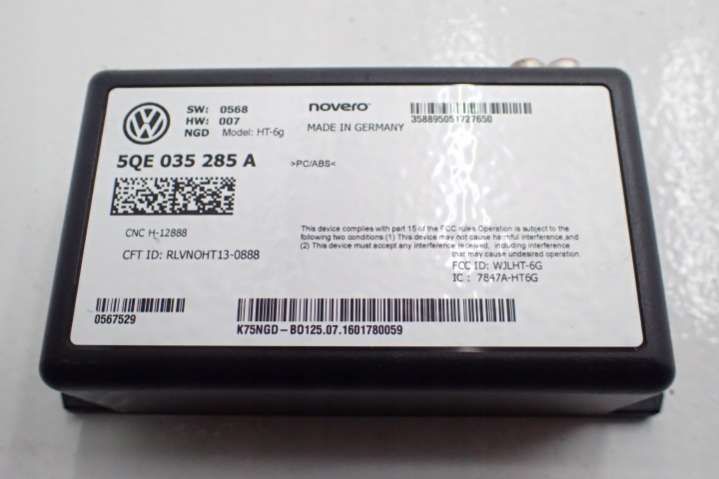 SW: 0568
HW: 007
NGD Model: HT-6g
novero
MADE IN GERMANY
358895051727650
5QE 035 285 A
>PC/ABS<
CNC H-12888
CFT ID: RLVNOHT13-0888
This device complies with part 15 of the FCC rules. Operation is subject to the
following two conditions.(1) This device may not cause harmful interference,and
(2) This device must accept any interference received, including interference
that may cause undesired operation.
FCC ID: WJLHT-6G
IC : 7847A-HT6G
0567529
K75NGD-BO125.07.1601780059